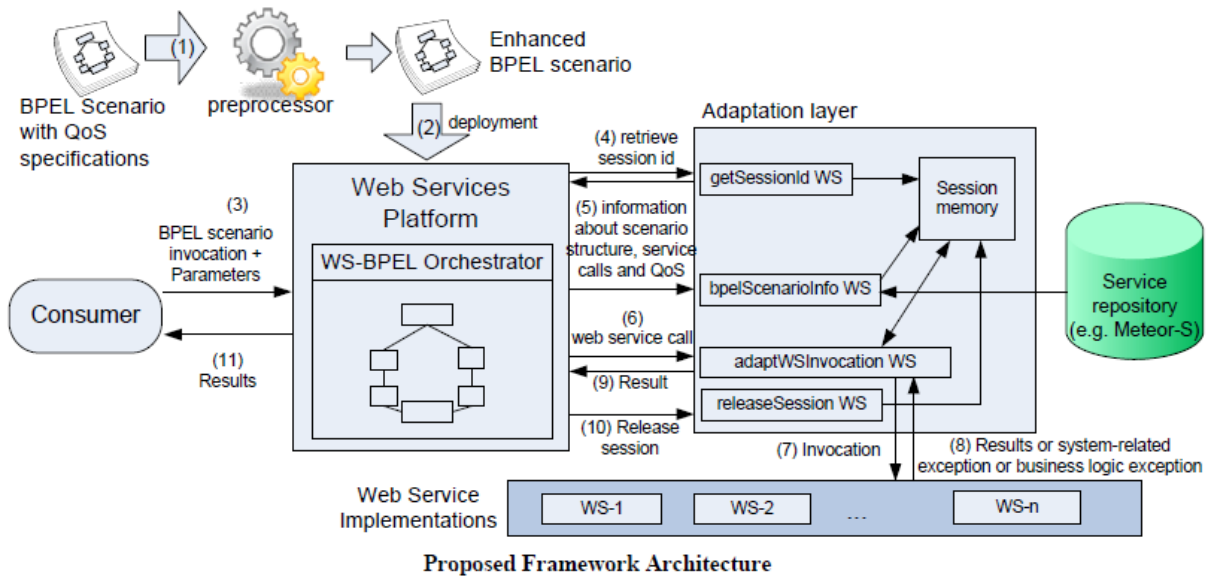 (1)
BPEL Scenario
with QoS
specifications
preprocessor
Enhanced
BPEL scenario
(2)
deployment
Adaptation layer
(4) retrieve
session id
getSessionId WS
Session
memory
Web Services
Platform
(3)
BPEL scenario
invocation +
Parameters
(5) information
about scenario
structure, service
calls and QoS
WS-BPEL Orchestrator
bpelScenarioInfo WS
Service
repository
(e.g. Meteor-S)
Consumer
(6)
web service call
adaptWSInvocation WS
(11)
Results
(9) Result
releaseSession WS
(10) Release
session
(7) Invocation
(8) Results or system-related
exception or business logic exception
Web Service
Implementations
WS-1
WS-2
...
WS-n
Proposed Framework Architecture